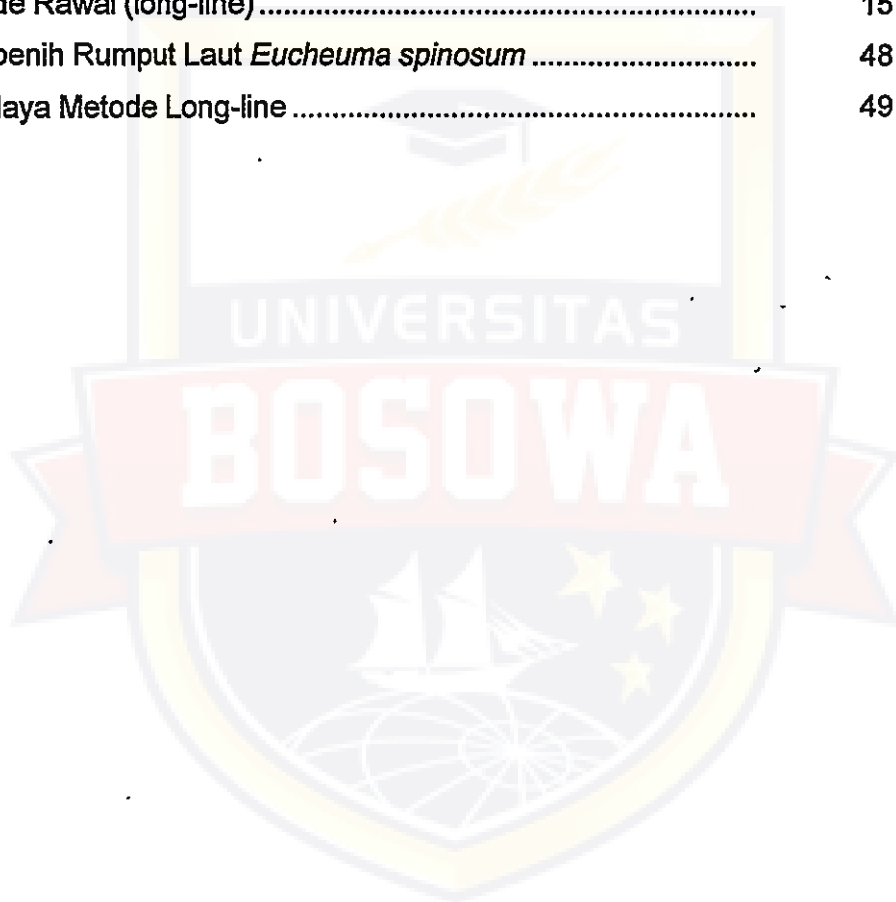 de Rawai (long-line) ........................................ 15
benih Rumput Laut Eucheuma spinosum ............................ 48
daya Metode Long-line .......................................................... 49
UNIVERSITAS
BOSOWA